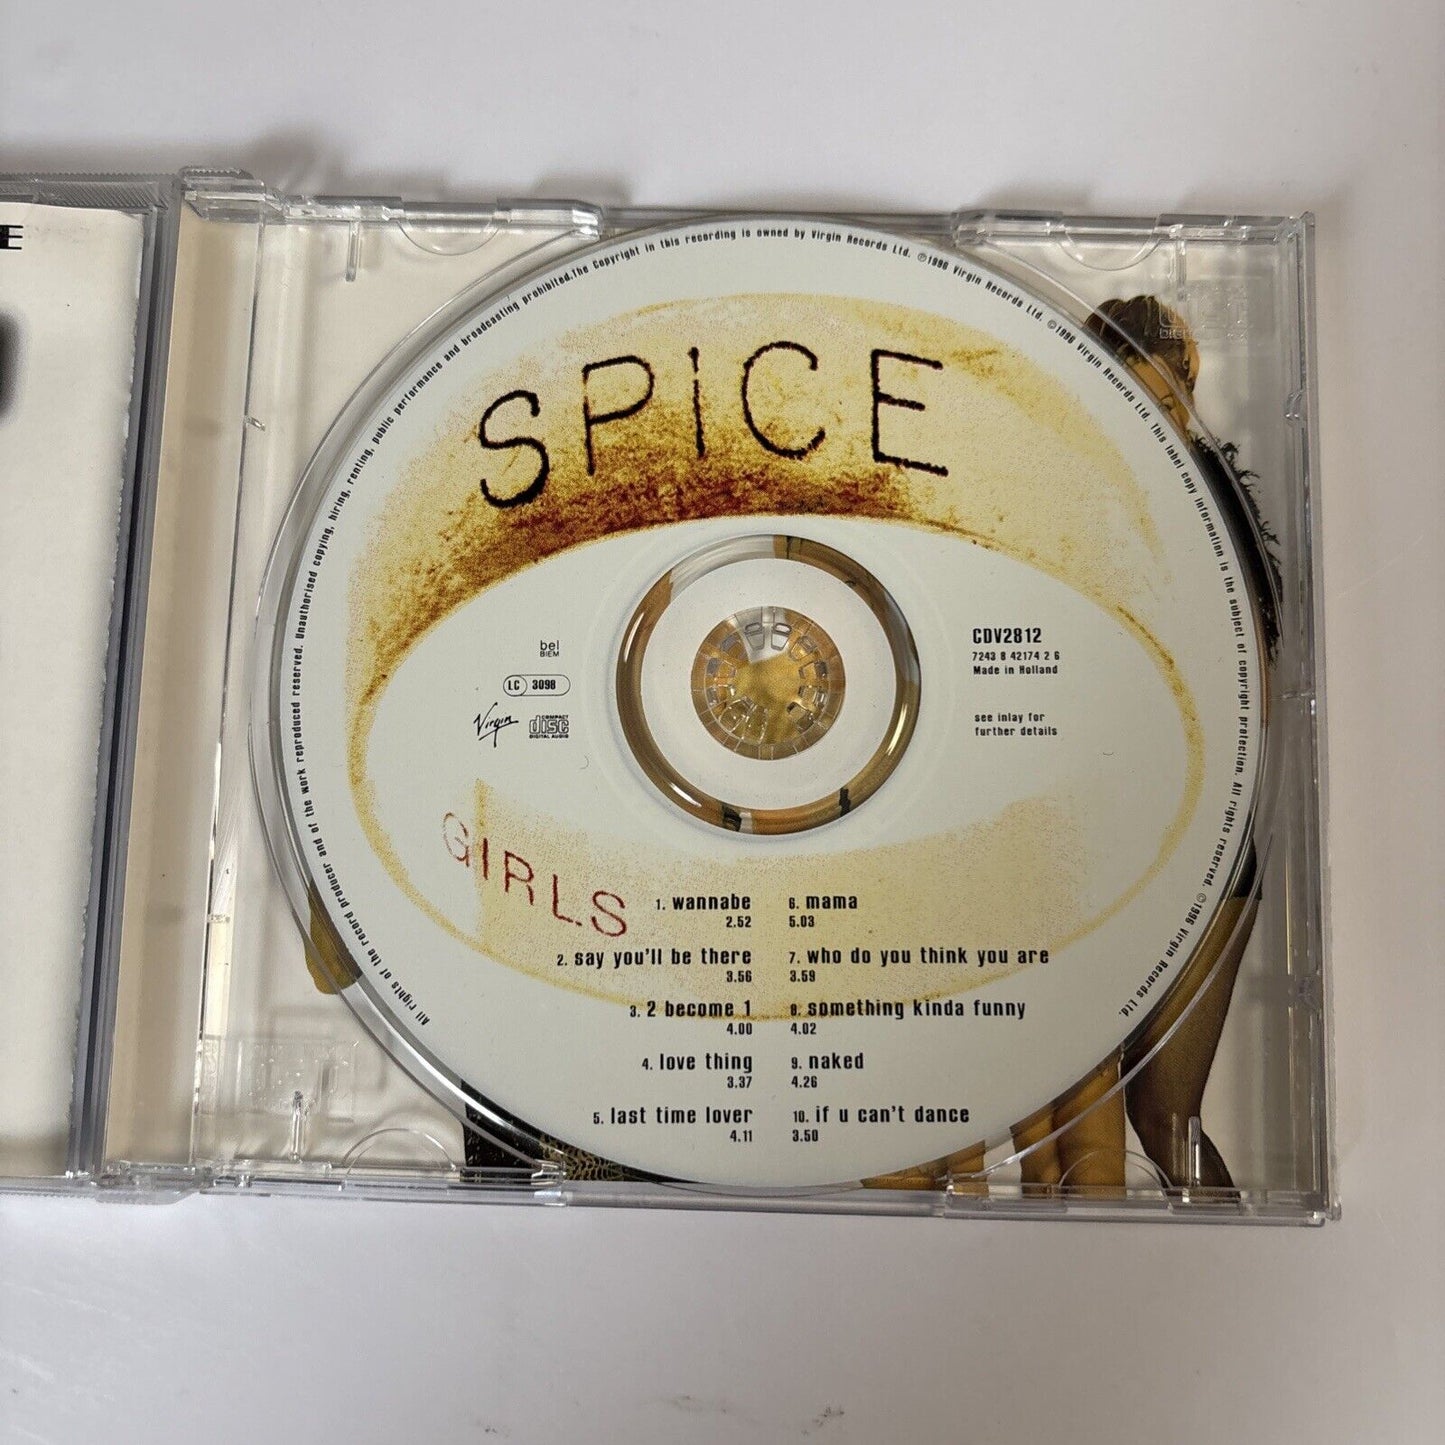 E
All rights of the record producer and of the work reproduced reserved. Unauthorised copying, hiring, renting, public performance and broadcasting prohibited.The Copyright in this recording is owned by Virgin Records Ltd. ℗1996 Virgin Records Ltd. ©1996 Virgin Records Ltd. This label copy information is the subject of copyright protection. All rights reserved. ©1996 Virgin Records Ltd.
SPiCE
bel
BIEM
LC 3098
Virgin
COMPACT
disc
DIGITAL AUDIO
CDV2812
7243 8 42174 2 6
Made in Holland
see inlay for
further details
GIRLS
1. wannabe
2.52
2. say you'll be there
3.56
3. 2 become 1
4.00
4. love thing
3.37
5. last time lover
4.11
6. mama
5.03
7. who do you think you are
3.59
8. something kinda funny
4.02
9. naked
4.26
10. if u can't dance
3.50